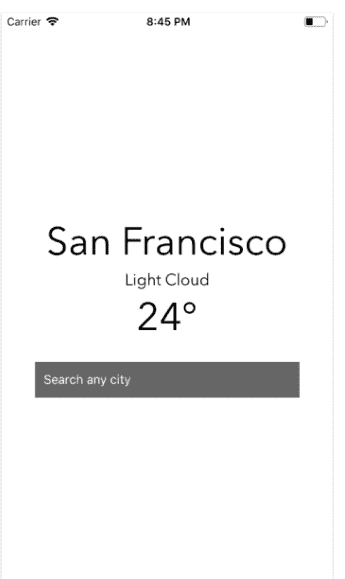 Carrier 8:45 PM
San Francisco
Light Cloud
24°
Search any city